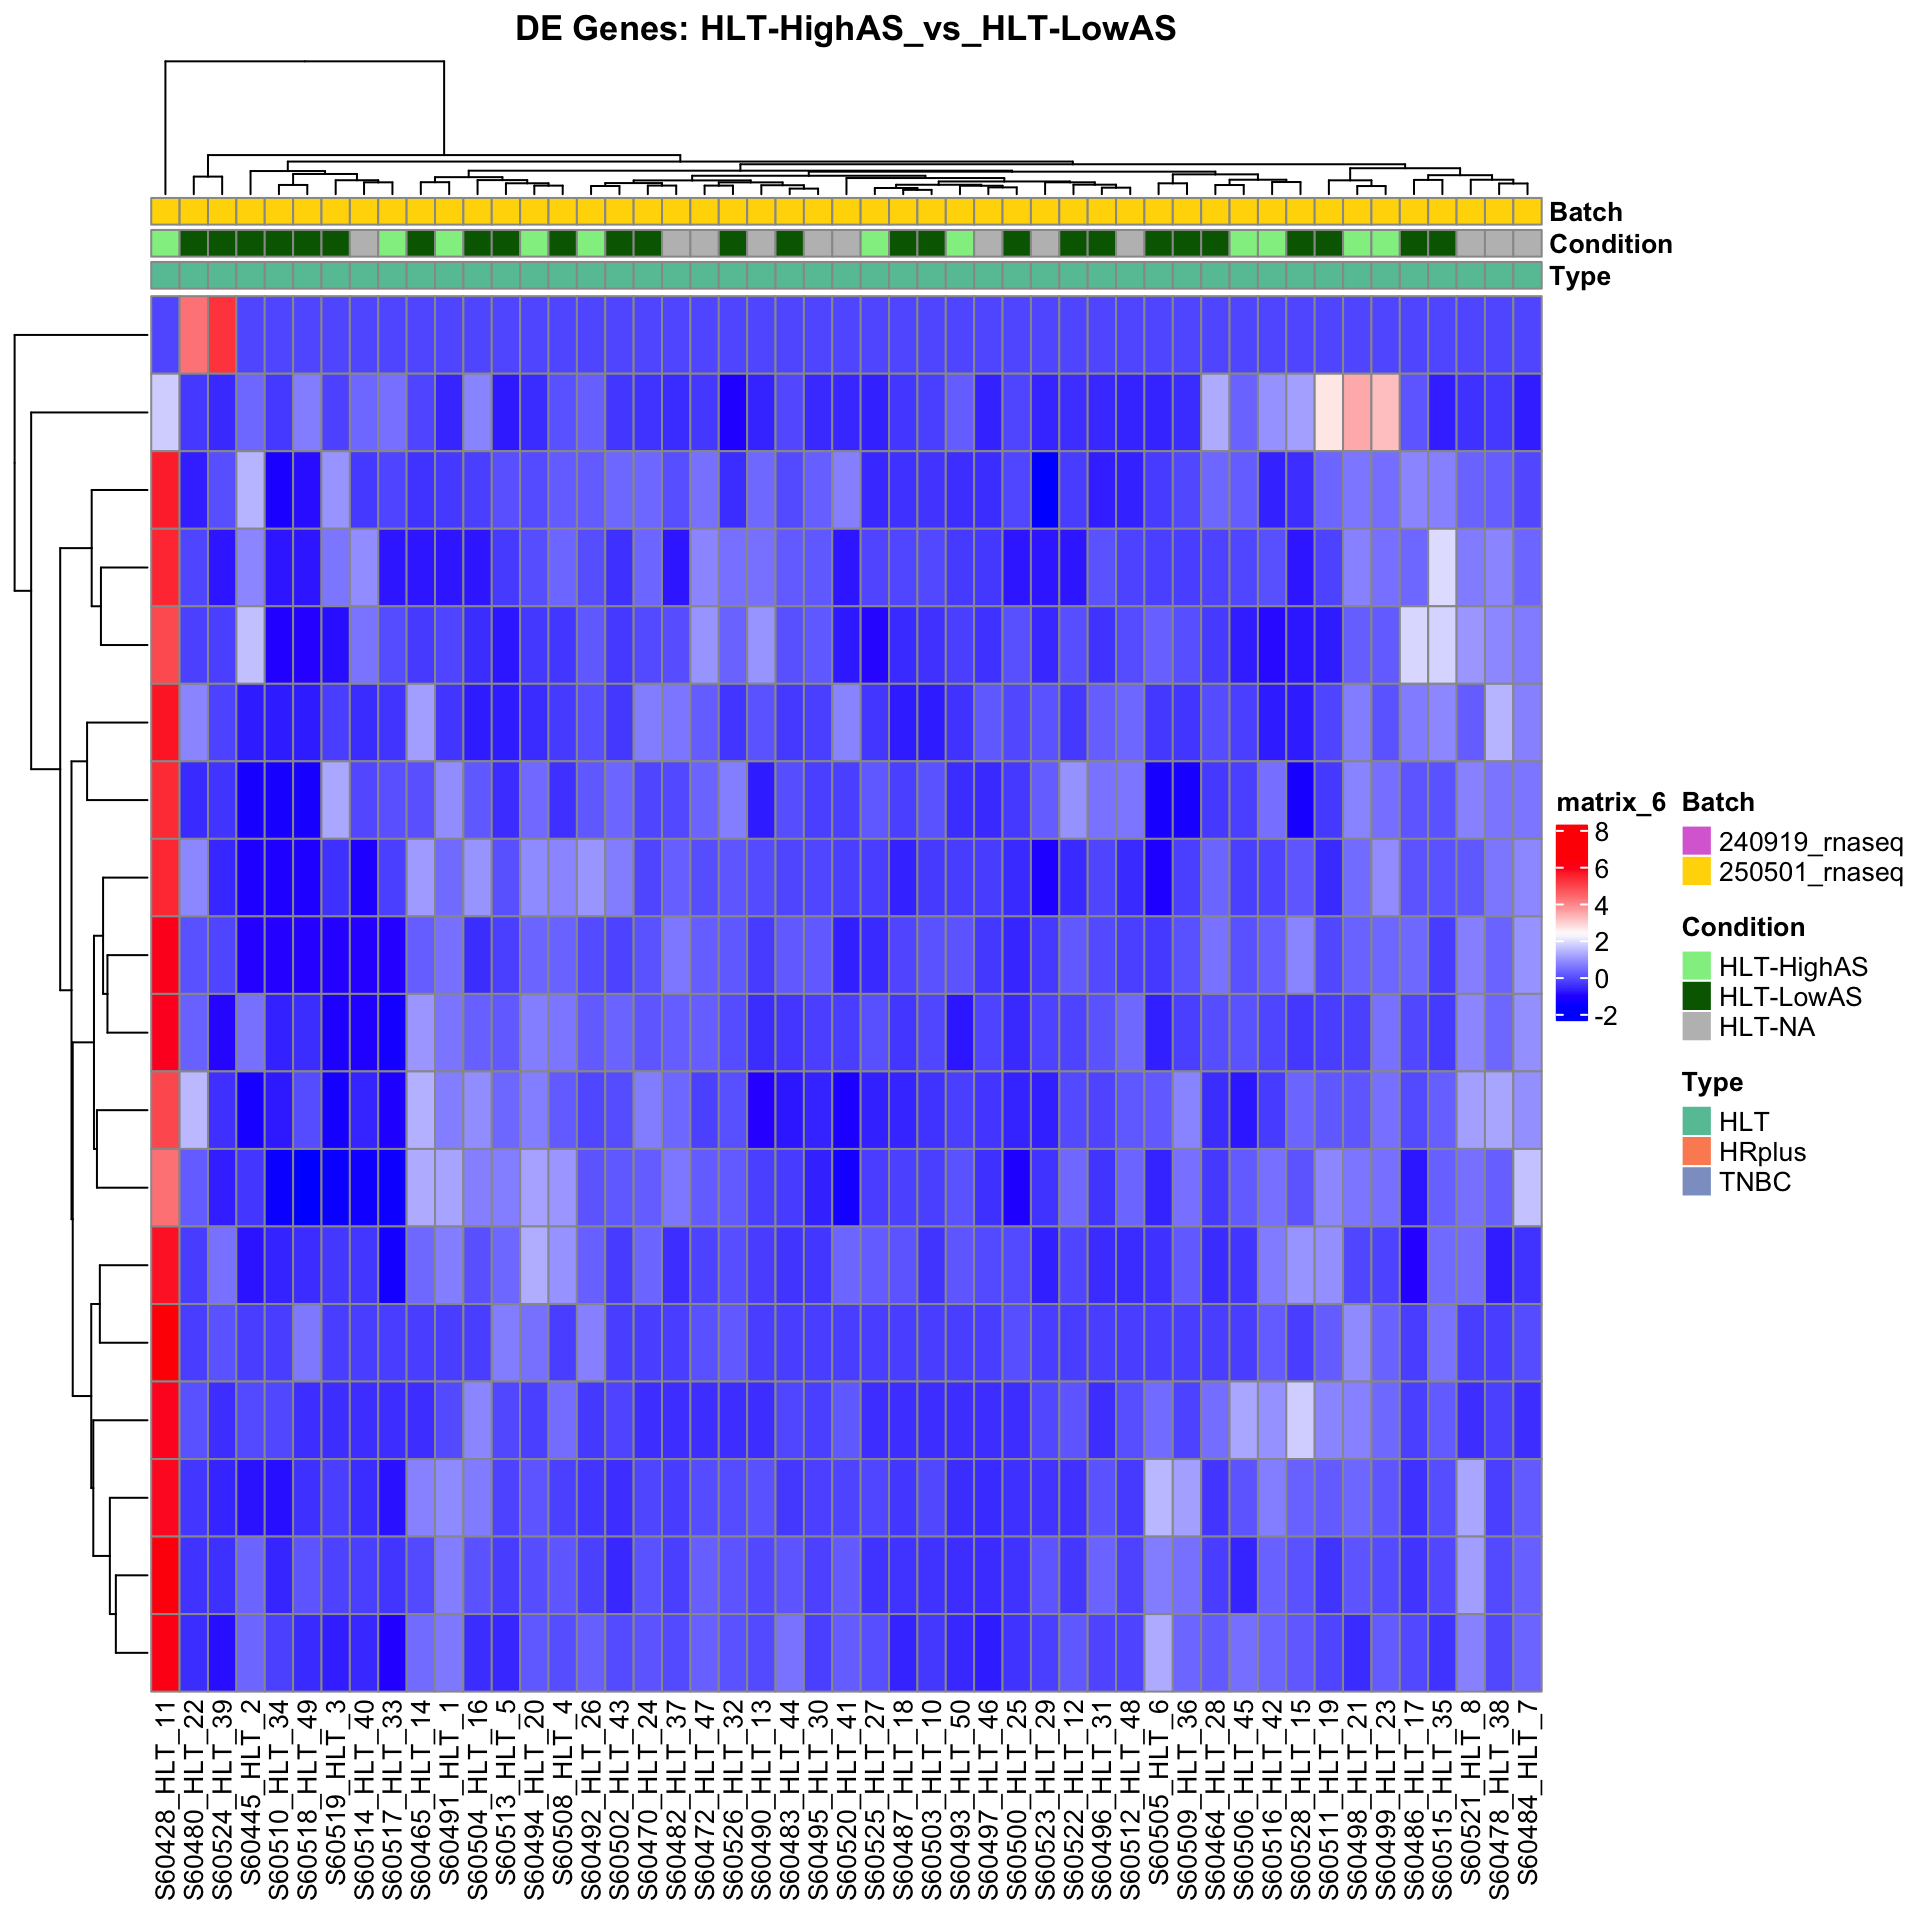 DE Genes: HLT-HighAS_vs_HLT-LowAS
Batch
Condition
Type
matrix_6
8
6
4
2
0
-2
Batch
240919_rnaseq
250501_rnaseq
Condition
HLT-HighAS
HLT-LowAS
HLT-NA
Type
HLT
HRplus
TNBC
S60428_HLT_11
S60480_HLT_22
S60524_HLT_39
S60445_HLT_2
S60510_HLT_34
S60518_HLT_49
S60519_HLT_3
S60514_HLT_40
S60517_HLT_33
S60465_HLT_14
S60491_HLT_1
S60504_HLT_16
S60513_HLT_5
S60494_HLT_20
S60508_HLT_4
S60492_HLT_26
S60502_HLT_43
S60470_HLT_24
S60482_HLT_37
S60472_HLT_47
S60526_HLT_32
S60490_HLT_13
S60483_HLT_44
S60495_HLT_30
S60520_HLT_41
S60525_HLT_27
S60487_HLT_18
S60503_HLT_10
S60493_HLT_50
S60497_HLT_46
S60500_HLT_25
S60523_HLT_29
S60522_HLT_12
S60496_HLT_31
S60512_HLT_48
S60505_HLT_6
S60509_HLT_36
S60464_HLT_28
S60506_HLT_45
S60516_HLT_42
S60528_HLT_15
S60511_HLT_19
S60498_HLT_21
S60499_HLT_23
S60486_HLT_17
S60515_HLT_35
S60521_HLT_8
S60478_HLT_38
S60484_HLT_7